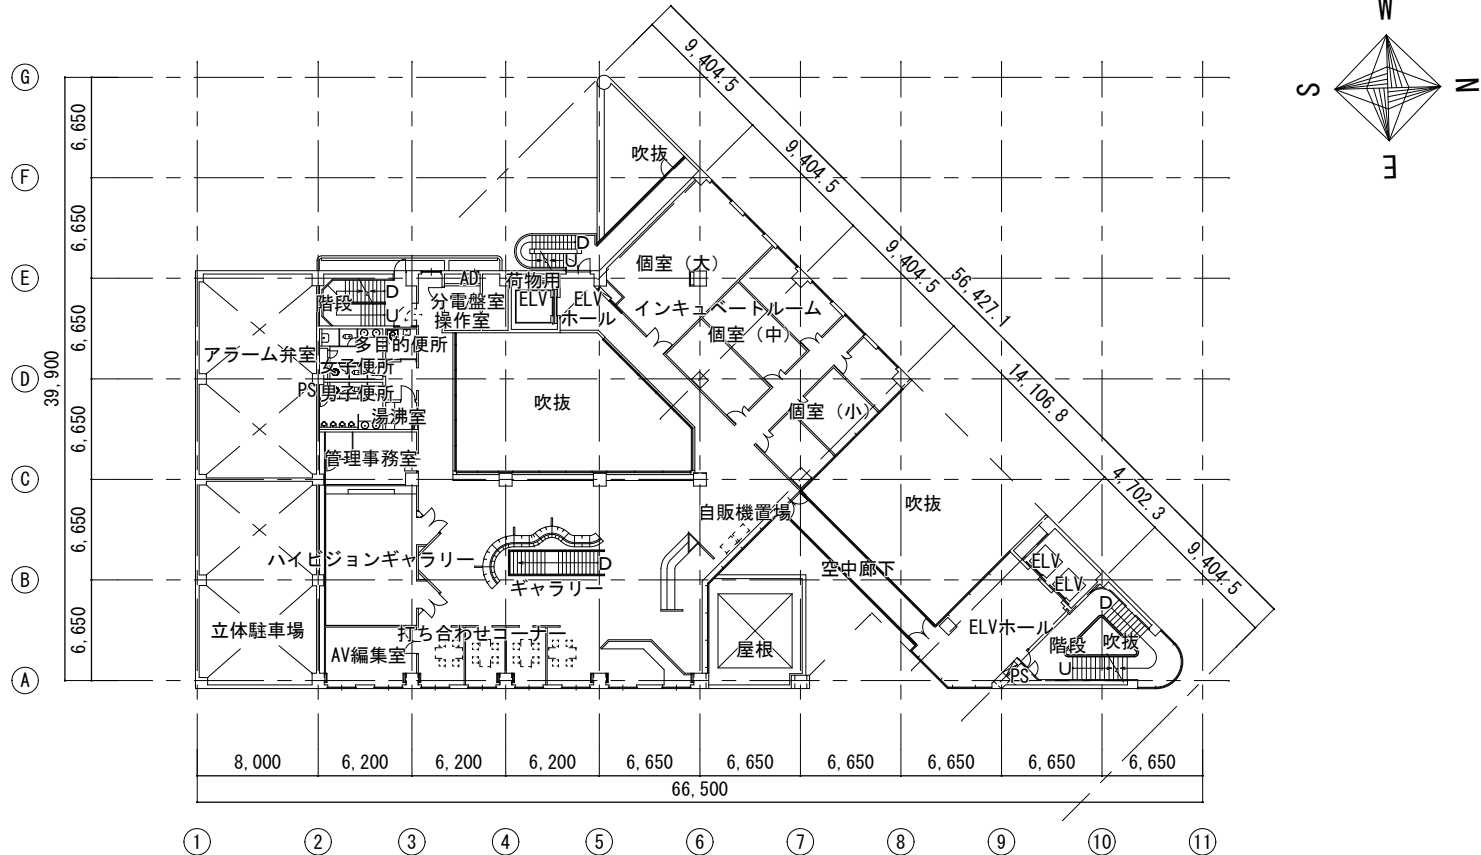 W
S
N
E
G
F
E
D
C
B
A
6,650
6,650
6,650
6,650
6,650
6,650
39,900
9,404.5
9,404.5
9,404.5
14,106.8
4,702.3
9,404.5
56,427.1
吹抜
D
U
個室（大）
インキュベートルーム
個室（中）
個室（小）
AD
荷物用
ELV
分電盤室
操作室
ELV
ホール
階段
D
U
多目的便所
アラーム弁室
女子便所
PS
男子便所
湯沸室
吹抜
管理事務室
自販機置場
吹抜
ハイビジョンギャラリー
D
ギャラリー
空中廊下
ELV
ELV
立体駐車場
打ち合わせコーナー
AV編集室
屋根
ELVホール
D
階段
吹抜
U
PS
8,000
6,200
6,200
6,200
6,650
6,650
6,650
6,650
6,650
6,650
66,500
1
2
3
4
5
6
7
8
9
10
11